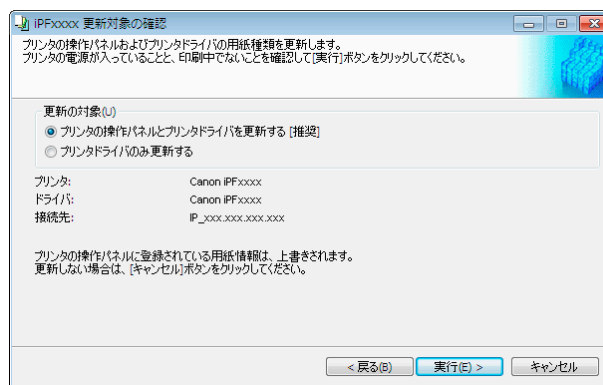 iPFxxxx 更新対象の確認
プリンタの操作パネルおよびプリンタドライバの用紙種類を更新します。
プリンタの電源が入っていることと、印刷中でないことを確認して[実行]ボタンをクリックしてください。
更新の対象(U)
プリンタの操作パネルとプリンタドライバを更新する [推奨]
プリンタドライバのみ更新する
プリンタ: Canon iPFxxxx
ドライバ: Canon iPFxxxx
接続先: IP_xxx.xxx.xxx.xxx
プリンタの操作パネルに登録されている用紙情報は、上書きされます。
更新しない場合は、[キャンセル]ボタンをクリックしてください。
< 戻る(B) 実行(E) > キャンセル